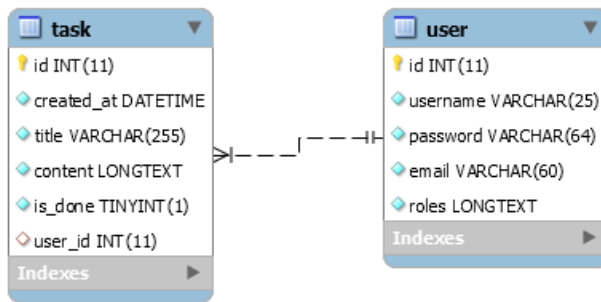 task
id INT(11)
created_at DATETIME
title VARCHAR(255)
content LONGTEXT
is_done TINYINT(1)
user_id INT(11)
Indexes
user
id INT(11)
username VARCHAR(25)
password VARCHAR(64)
email VARCHAR(60)
roles LONGTEXT
Indexes